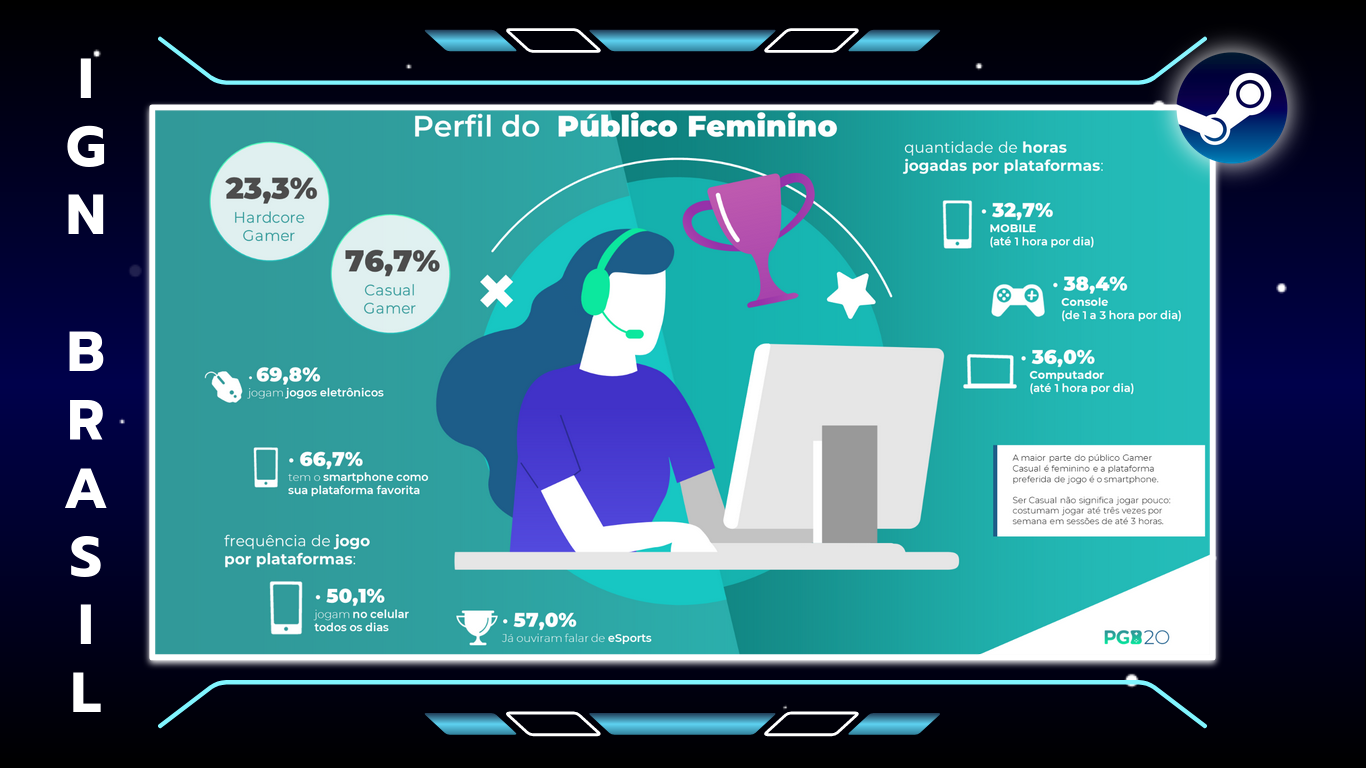 IGN BRASIL
Perfil do Público Feminino
23,3%
Hardcore
Gamer
76,7%
Casual
Gamer
• 69,8%
jogam jogos eletrônicos
• 66,7%
tem o smartphone como
sua plataforma favorita
frequência de jogo
por plataformas:
• 50,1%
jogam no celular
todos os dias
• 57,0%
Já ouviram falar de eSports
quantidade de horas
jogadas por plataformas:
• 32,7%
MOBILE
(até 1 hora por dia)
• 38,4%
Console
(de 1 a 3 hora por dia)
• 36,0%
Computador
(até 1 hora por dia)
A maior parte do público Gamer
Casual é feminino e a plataforma
preferida de jogo é o smartphone.
Ser Casual não significa jogar pouco:
costumam jogar até três vezes por
semana em sessões de até 3 horas.
PGB20